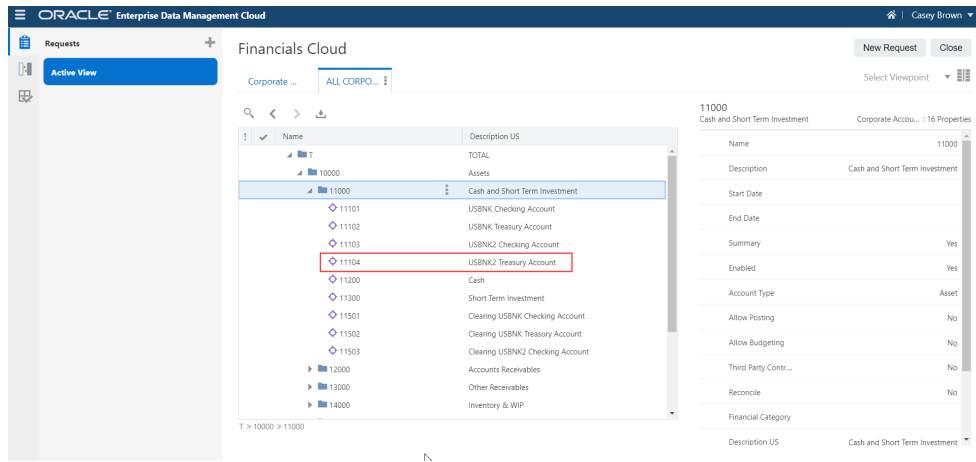 ORACLE Enterprise Data Management Cloud
Casey Brown
Requests
Active View
Financials Cloud
New Request
Close
Corporate ...
ALL CORPO...
Select Viewpoint
! Name Description US
T TOTAL
10000 Assets
11000 Cash and Short Term Investment
11101 USBNK Checking Account
11102 USBNK Treasury Account
11103 USBNK2 Checking Account
11104 USBNK2 Treasury Account
11200 Cash
11300 Short Term Investment
11501 Clearing USBNK Checking Account
11502 Clearing USBNK Treasury Account
11503 Clearing USBNK2 Checking Account
12000 Accounts Receivables
13000 Other Receivables
14000 Inventory & WIP
T > 10000 > 11000
11000
Cash and Short Term Investment Corporate Accou... : 16 Properties
Name 11000
Description Cash and Short Term Investment
Start Date
End Date
Summary Yes
Enabled Yes
Account Type Asset
Allow Posting No
Allow Budgeting No
Third Party Contr... No
Reconcile No
Financial Category
Description US Cash and Short Term Investment